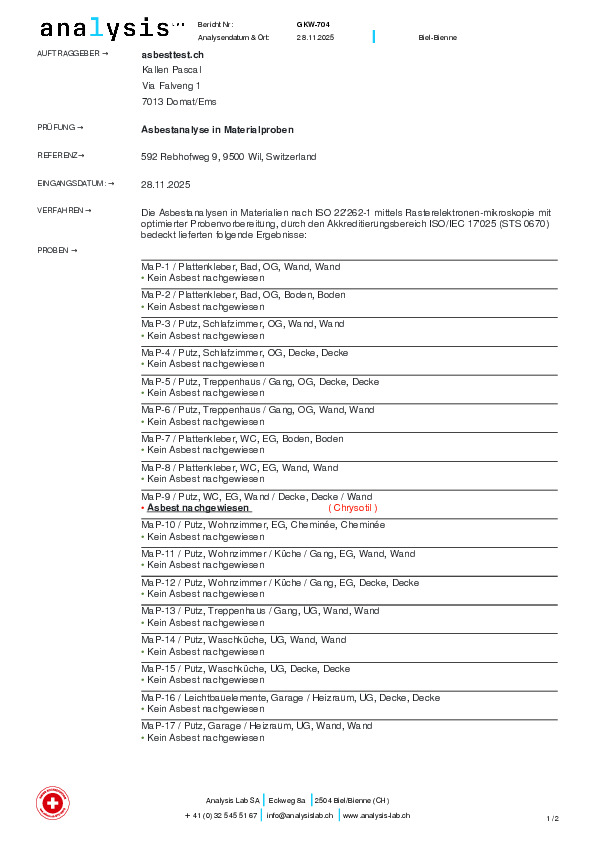 analysis
Bericht Nr: GKW-704
Analysendatum & Ort: 28.11.2025 Biel-Bienne
AUFTRAGGEBER → asbesttest.ch
Kallen Pascal
Via Falveng 1
7013 Domat/Ems
PRÜFUNG → Asbestanalyse in Materialproben
REFERENZ→ 592 Rebhofweg 9, 9500 Wil, Switzerland
EINGANGSDATUM: → 28.11.2025
VERFAHREN → Die Asbestanalysen in Materialien nach ISO 22'262-1 mittels Rasterelektronen-mikroskopie mit
optimierter Probenvorbereitung, durch den Akkreditierungsbereich ISO/IEC 17'025 (STS 0670)
bedeckt lieferten folgende Ergebnisse:
PROBEN →
MaP-1 / Plattenkleber, Bad, OG, Wand, Wand
• Kein Asbest nachgewiesen
MaP-2 / Plattenkleber, Bad, OG, Boden, Boden
• Kein Asbest nachgewiesen
MaP-3 / Putz, Schlafzimmer, OG, Wand, Wand
• Kein Asbest nachgewiesen
MaP-4 / Putz, Schlafzimmer, OG, Decke, Decke
• Kein Asbest nachgewiesen
MaP-5 / Putz, Treppenhaus / Gang, OG, Decke, Decke
• Kein Asbest nachgewiesen
MaP-6 / Putz, Treppenhaus / Gang, OG, Wand, Wand
• Kein Asbest nachgewiesen
MaP-7 / Plattenkleber, WC, EG, Boden, Boden
• Kein Asbest nachgewiesen
MaP-8 / Plattenkleber, WC, EG, Wand, Wand
• Kein Asbest nachgewiesen
MaP-9 / Putz, WC, EG, Wand / Decke, Decke / Wand
• Asbest nachgewiesen ( Chrysotil )
MaP-10 / Putz, Wohnzimmer, EG, Cheminée, Cheminée
• Kein Asbest nachgewiesen
MaP-11 / Putz, Wohnzimmer / Küche / Gang, EG, Wand, Wand
• Kein Asbest nachgewiesen
MaP-12 / Putz, Wohnzimmer / Küche / Gang, EG, Decke, Decke
• Kein Asbest nachgewiesen
MaP-13 / Putz, Treppenhaus / Gang, UG, Wand, Wand
• Kein Asbest nachgewiesen
MaP-14 / Putz, Waschküche, UG, Wand, Wand
• Kein Asbest nachgewiesen
MaP-15 / Putz, Waschküche, UG, Decke, Decke
• Kein Asbest nachgewiesen
MaP-16 / Leichtbauelemente, Garage / Heizraum, UG, Decke, Decke
• Kein Asbest nachgewiesen
MaP-17 / Putz, Garage / Heizraum, UG, Wand, Wand
• Kein Asbest nachgewiesen
Analysis Lab SA | Eckweg 8a | 2504 Biel/Bienne (CH)
+ 41 (0) 32 545 51 67 | info@analysislab.ch | www.analysis-lab.ch
1 / 2